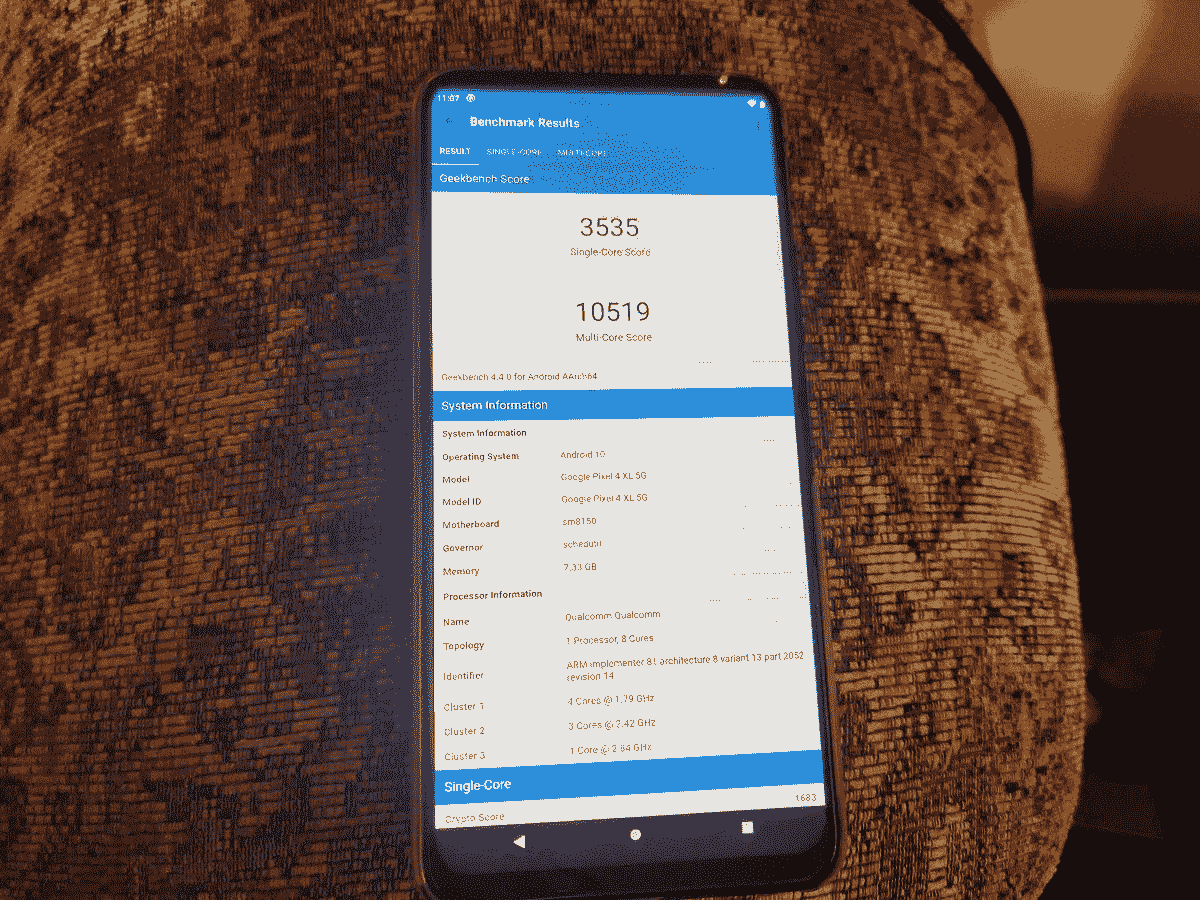 11:07
Benchmark Results
RESULT SINGLE-CORE MULTI-CORE
Geekbench Score
3535
Single-Core Score
10519
Multi-Core Score
Geekbench 4.4.0 for Android AArch64
System Information
System Information
Operating System Android 10
Model Google Pixel 4 XL 5G
Model ID Google Pixel 4 XL 5G
Motherboard sm8150
Governor schedutil
Memory 7.33 GB
Processor Information
Name Qualcomm Qualcomm
Topology 1 Processor, 8 Cores
Identifier ARM implementer 81 architecture 8 variant 13 part 2052
revision 14
Cluster 1 4 Cores @ 1.79 GHz
Cluster 2 3 Cores @ 2.42 GHz
Cluster 3 1 Core @ 2.84 GHz
Single-Core
Crypto Score 1683